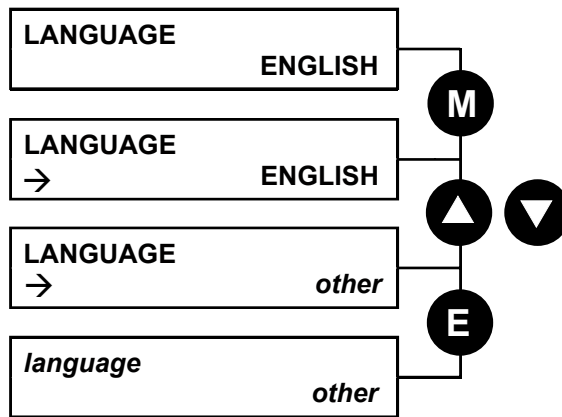 LANGUAGE
ENGLISH
M
LANGUAGE
→ ENGLISH
LANGUAGE
→ other
E
language
other